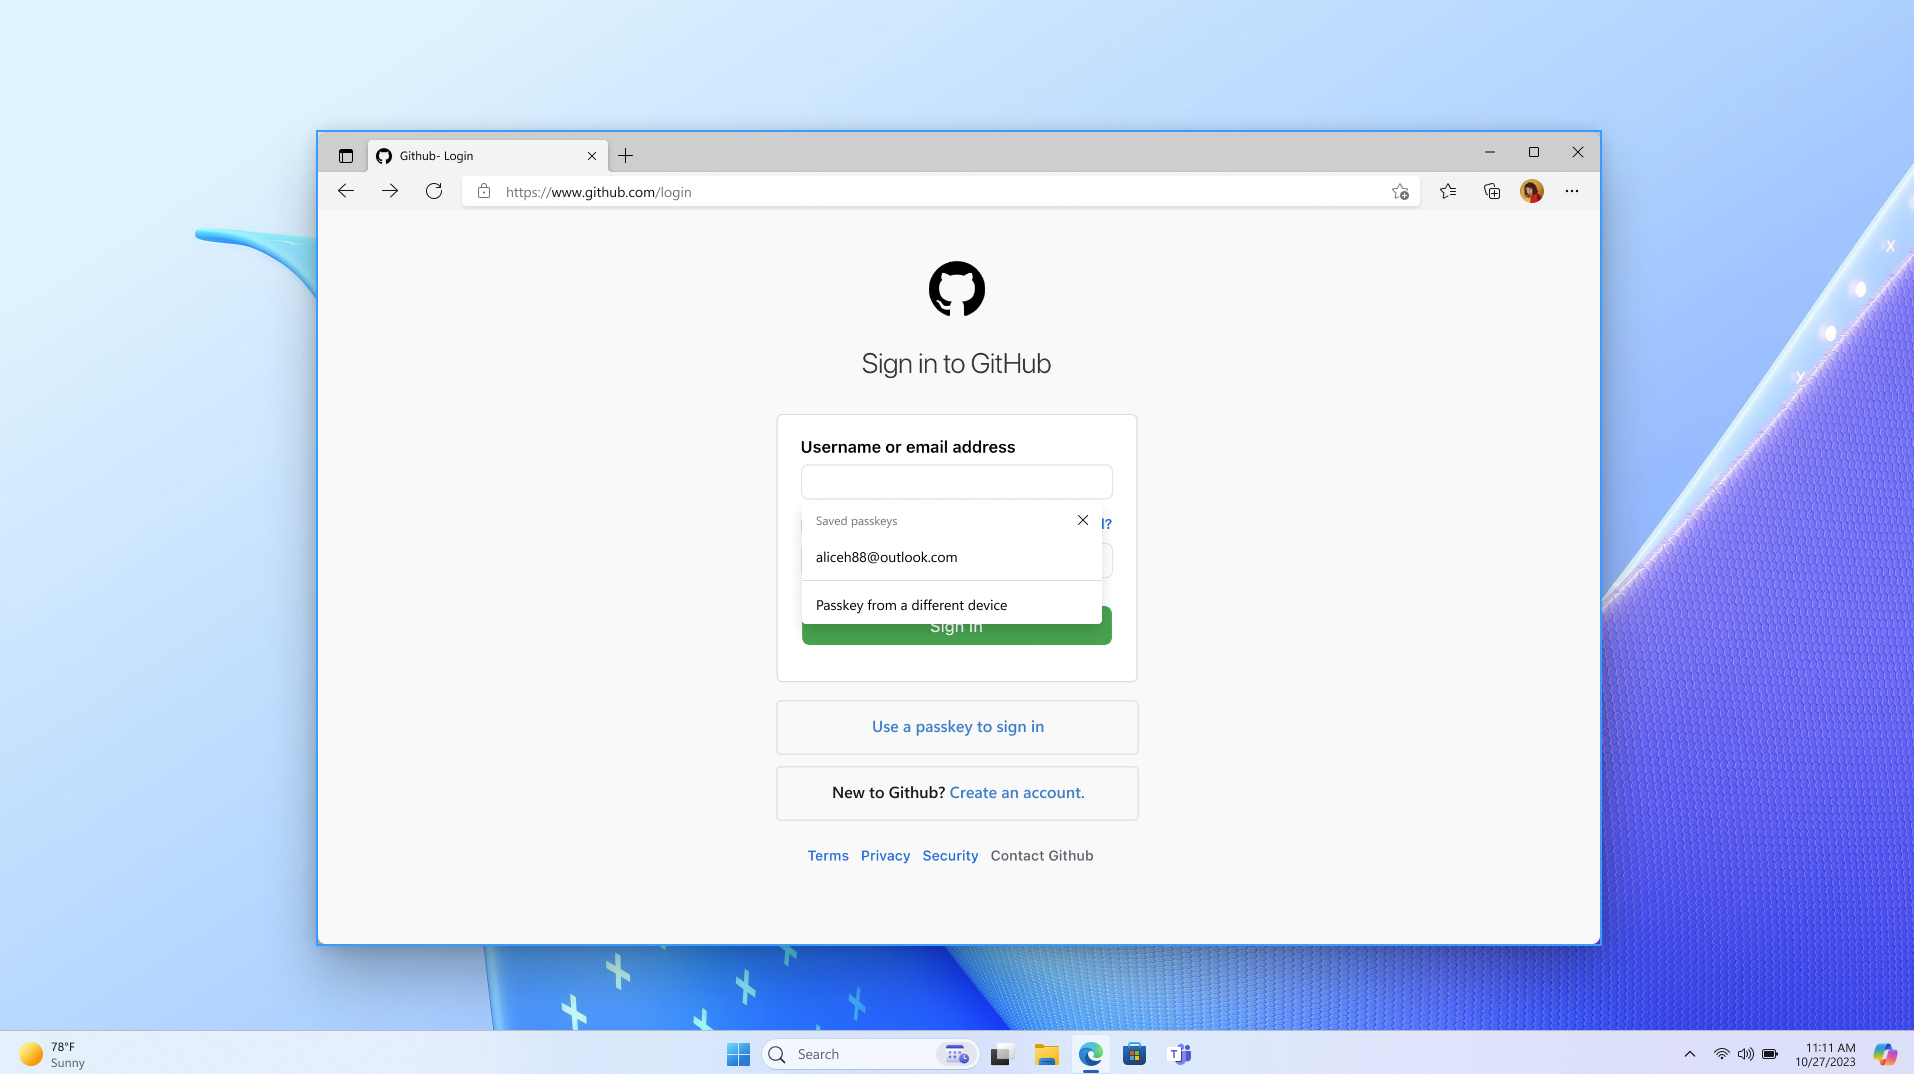 Github- Login
https://www.github.com/login
Sign in to GitHub
Username or email address
Saved passkeys
d?
aliceh88@outlook.com
Passkey from a different device
Sign In
Use a passkey to sign in
New to Github? Create an account.
Terms Privacy Security Contact Github
78°F
Sunny
Search
11:11 AM
10/27/2023